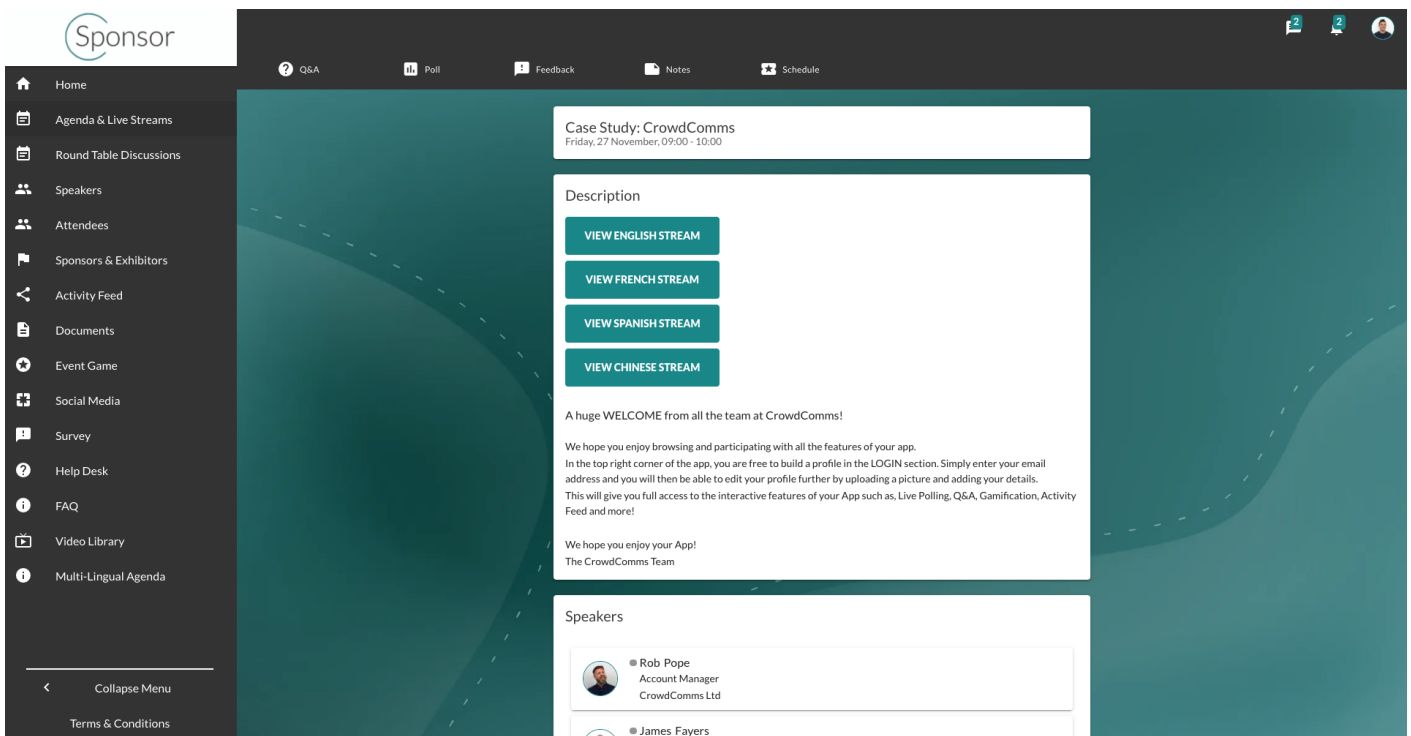 Sponsor
2
2
Q&A
Poll
Feedback
Notes
Schedule
Home
Agenda & Live Streams
Round Table Discussions
Speakers
Attendees
Sponsors & Exhibitors
Activity Feed
Documents
Event Game
Social Media
Survey
Help Desk
FAQ
Video Library
Multi-Lingual Agenda
Collapse Menu
Terms & Conditions
Case Study: CrowdComms
Friday, 27 November, 09:00 - 10:00
Description
VIEW ENGLISH STREAM
VIEW FRENCH STREAM
VIEW SPANISH STREAM
VIEW CHINESE STREAM
A huge WELCOME from all the team at CrowdComms!
We hope you enjoy browsing and participating with all the features of your app.
In the top right corner of the app, you are free to build a profile in the LOGIN section. Simply enter your email
address and you will then be able to edit your profile further by uploading a picture and adding your details.
This will give you full access to the interactive features of your App such as, Live Polling, Q&A, Gamification, Activity
Feed and more!
We hope you enjoy your App!
The CrowdComms Team
Speakers
Rob Pope
Account Manager
CrowdComms Ltd
James Fayers